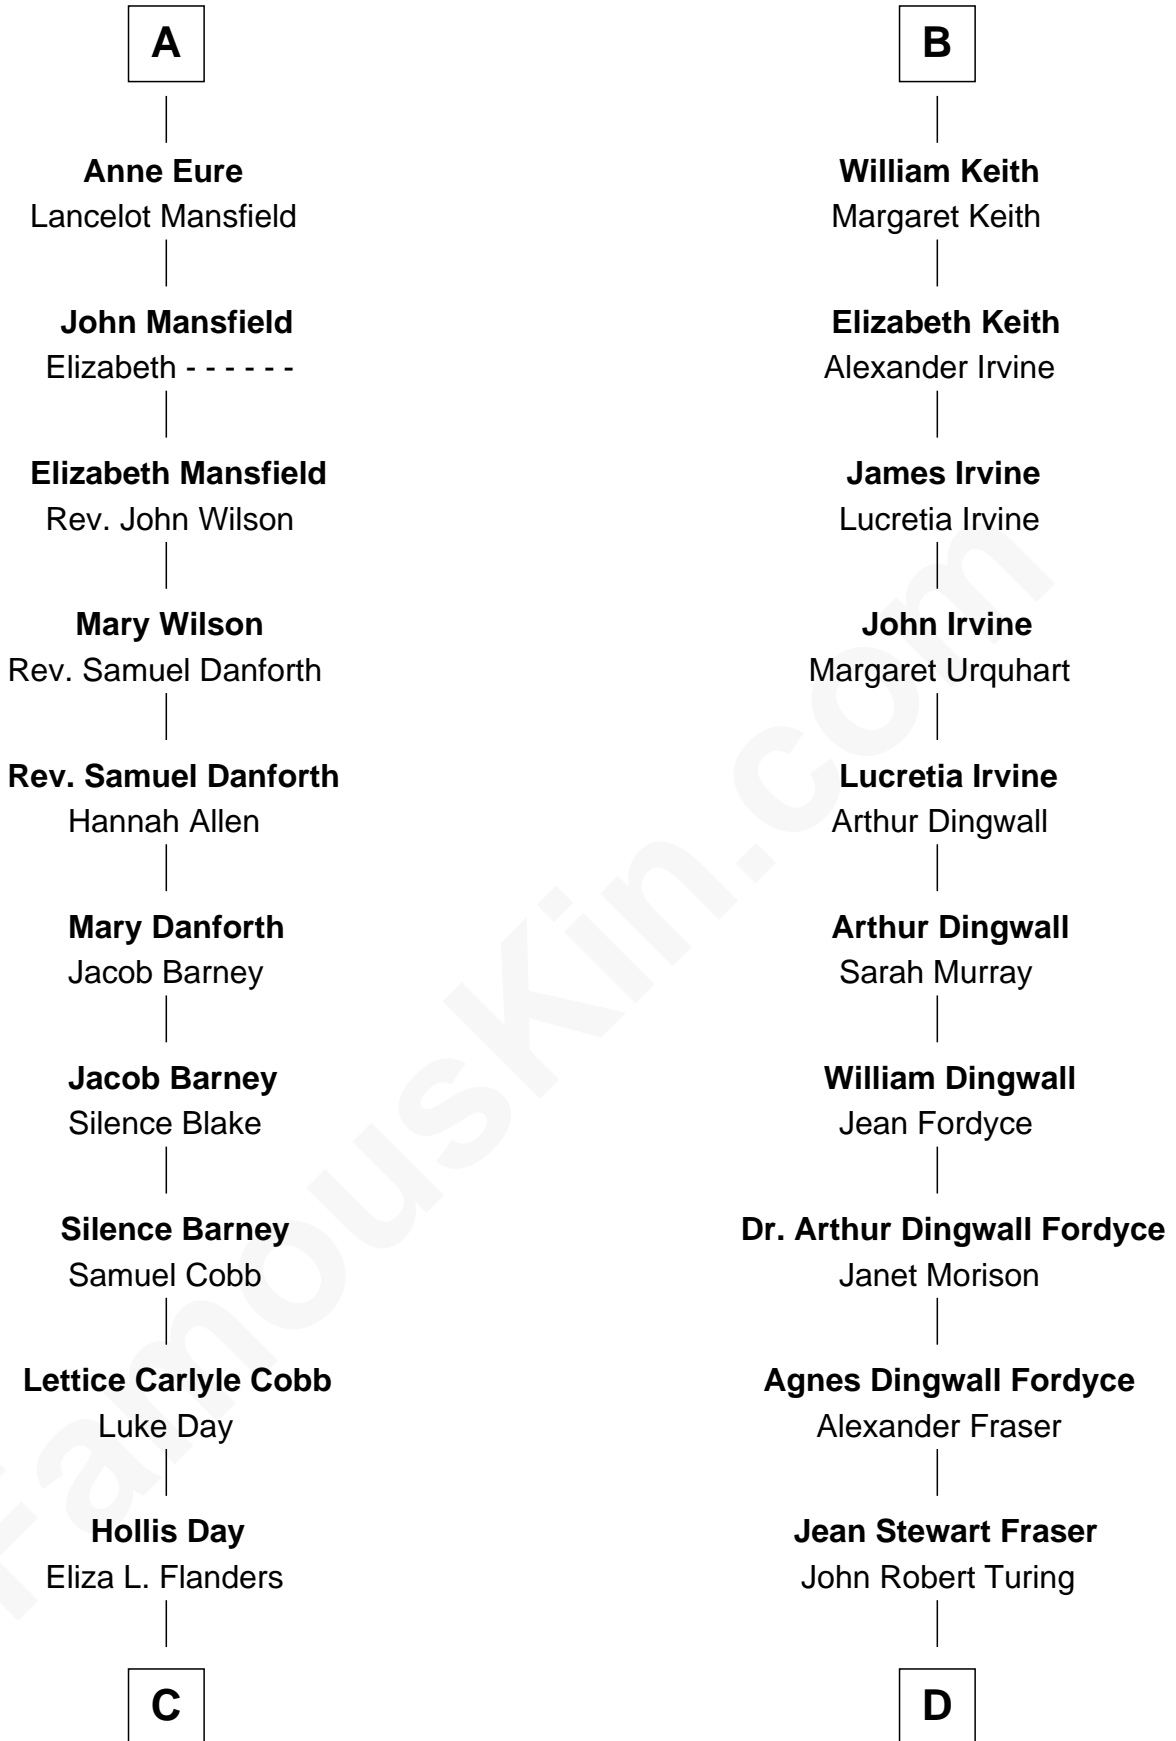 A
Anne Eure
Lancelot Mansfield
John Mansfield
Elizabeth - - - - - -
Elizabeth Mansfield
Rev. John Wilson
Mary Wilson
Rev. Samuel Danforth
Rev. Samuel Danforth
Hannah Allen
Mary Danforth
Jacob Barney
Jacob Barney
Silence Blake
Silence Barney
Samuel Cobb
Lettice Carlyle Cobb
Luke Day
Hollis Day
Eliza L. Flanders
C
B
William Keith
Margaret Keith
Elizabeth Keith
Alexander Irvine
James Irvine
Lucretia Irvine
John Irvine
Margaret Urquhart
Lucretia Irvine
Arthur Dingwall
Arthur Dingwall
Sarah Murray
William Dingwall
Jean Fordyce
Dr. Arthur Dingwall Fordyce
Janet Morison
Agnes Dingwall Fordyce
Alexander Fraser
Jean Stewart Fraser
John Robert Turing
D
FamousKin.com